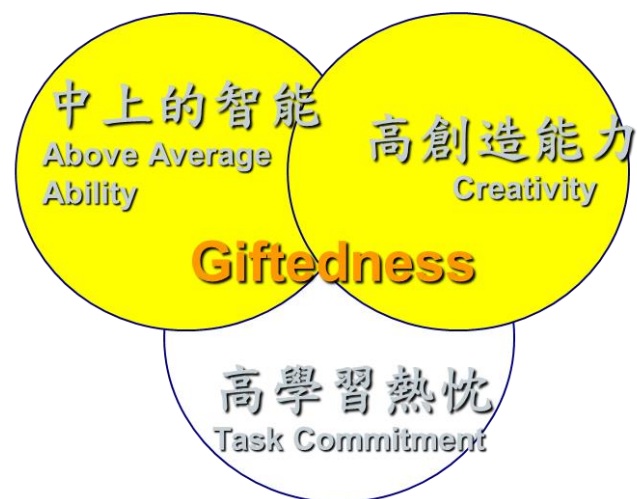 中上的智能
Above Average
Ability
高創造能力
Creativity
Giftedness
高學習熱忱
Task Commitment